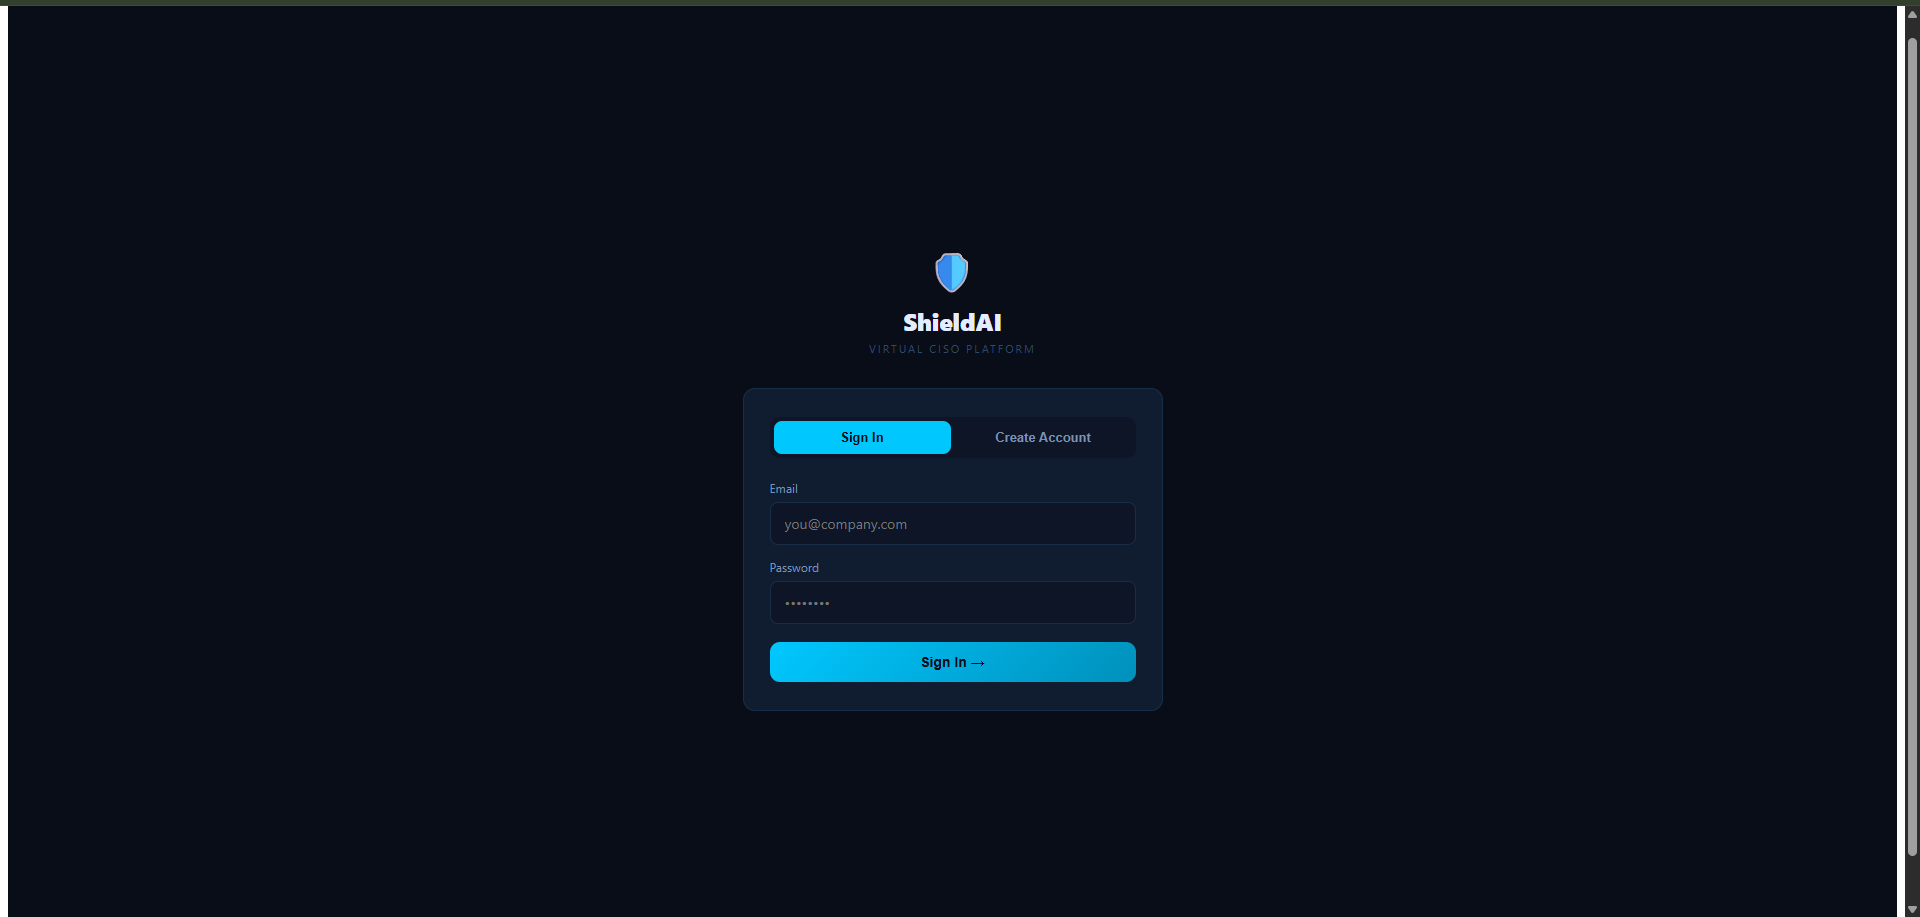 ShieldAI
VIRTUAL CISO PLATFORM
Sign In
Create Account
Email
you@company.com
Password
••••••••
Sign In →